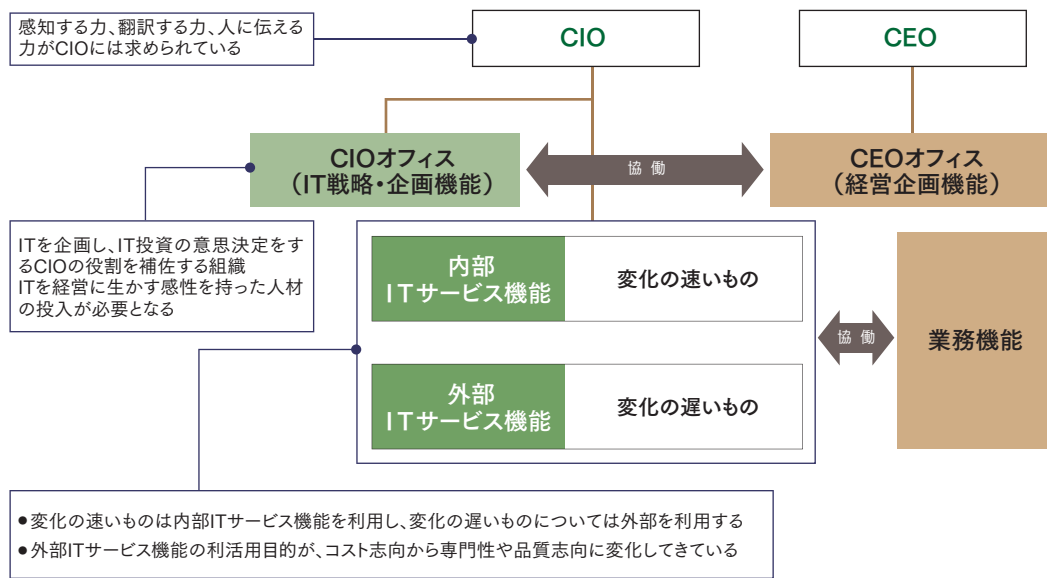 感知する力、翻訳する力、人に伝える
力がCIOには求められている
CIO
CEO
CIOオフィス
（IT戦略・企画機能）
協働
CEOオフィス
（経営企画機能）
ITを企画し、IT投資の意思決定をす
るCIOの役割を補佐する組織
ITを経営に生かす感性を持った人材
の投入が必要となる
内部
ITサービス機能
変化の速いもの
協働
業務機能
外部
ITサービス機能
変化の遅いもの
●変化の速いものは内部ITサービス機能を利用し、変化の遅いものについては外部を利用する
●外部ITサービス機能の利活用目的が、コスト志向から専門性や品質志向に変化してきている